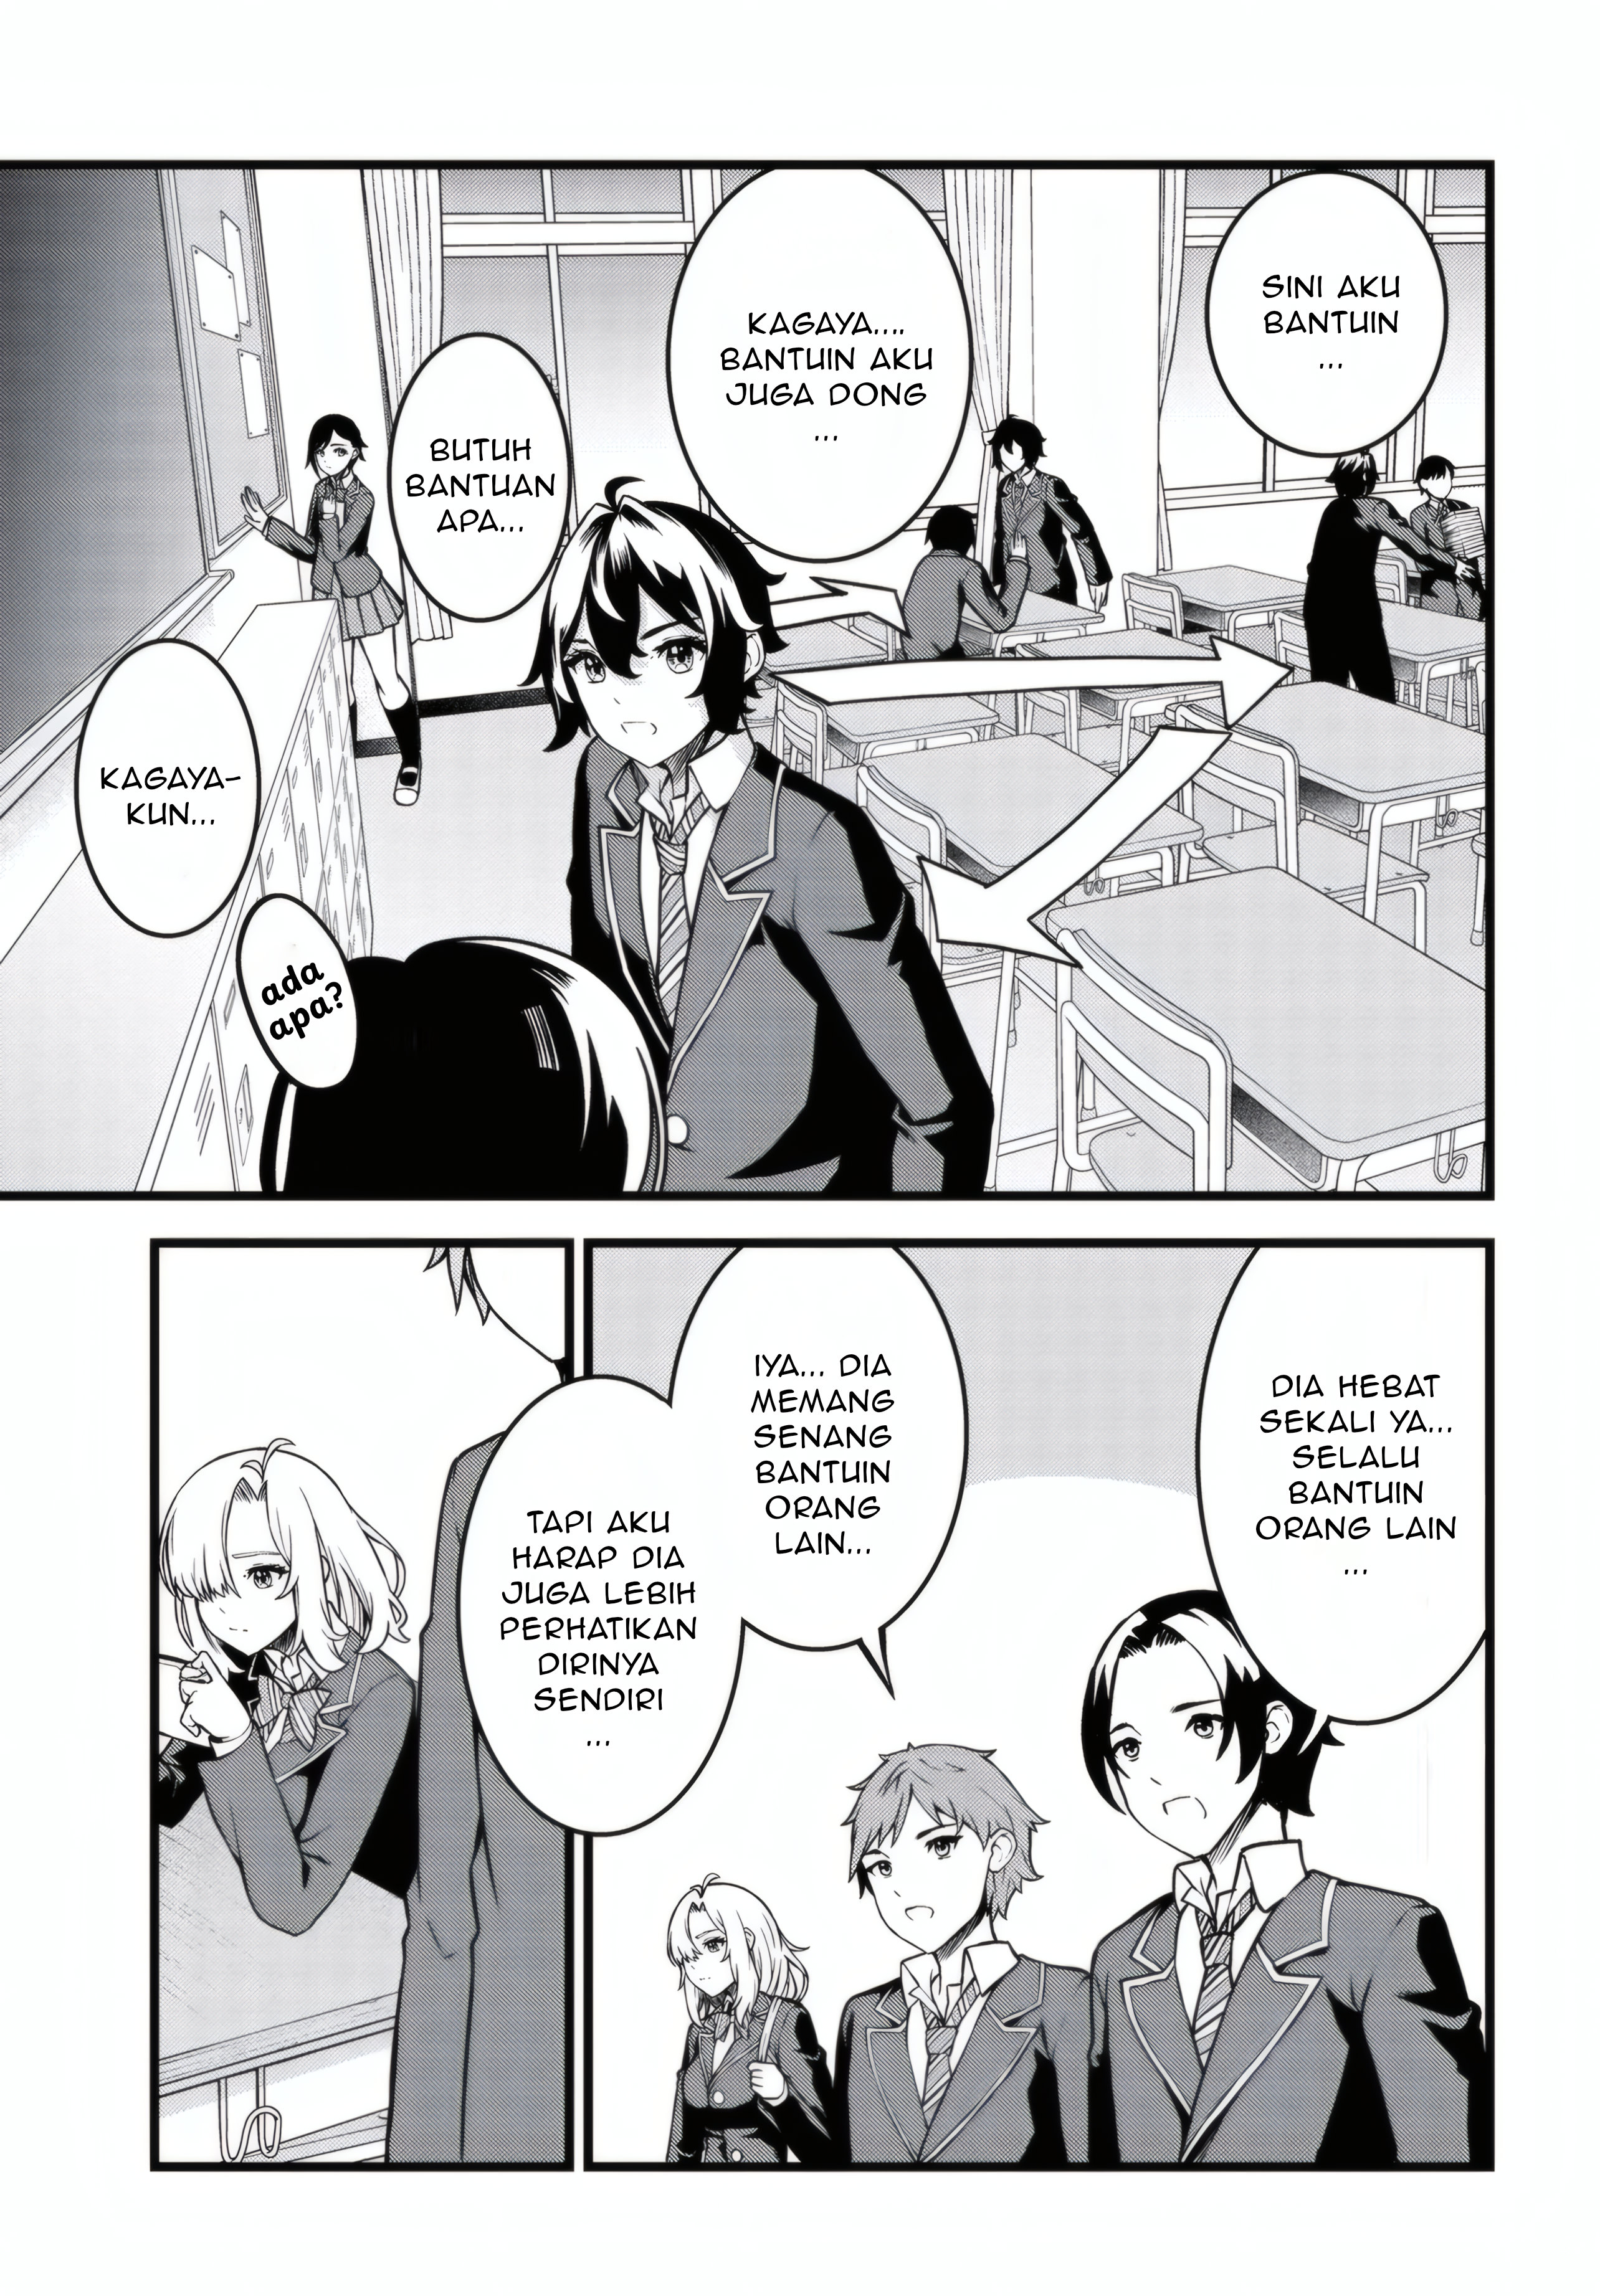 SINI AKU
BANTUIN
...
KAGAYA....
BANTUIN AKU
JUGA DONG
...
BUTUH
BANTUAN
APA...
KAGAYA-
KUN...
ada
apa?
DIA HEBAT
SEKALI YA...
SELALU
BANTUIN
ORANG LAIN
...
IYA... DIA
MEMANG
SENANG
BANTUIN
ORANG
LAIN...
TAPI AKU
HARAP DIA
JUGA LEBIH
PERHATIKAN
DIRINYA
SENDIRI
...